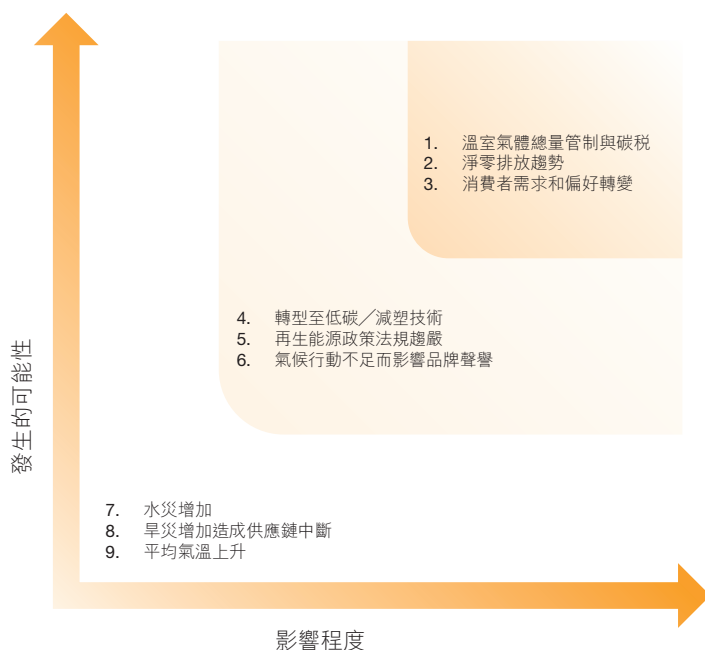 1. 溫室氣體總量管制與碳稅
2. 淨零排放趨勢
3. 消費者需求和偏好轉變
4. 轉型至低碳／減塑技術
5. 再生能源政策法規趨嚴
6. 氣候行動不足而影響品牌聲譽
發生的可能性
7. 水災增加
8. 旱災增加造成供應鏈中斷
9. 平均氣溫上升
影響程度